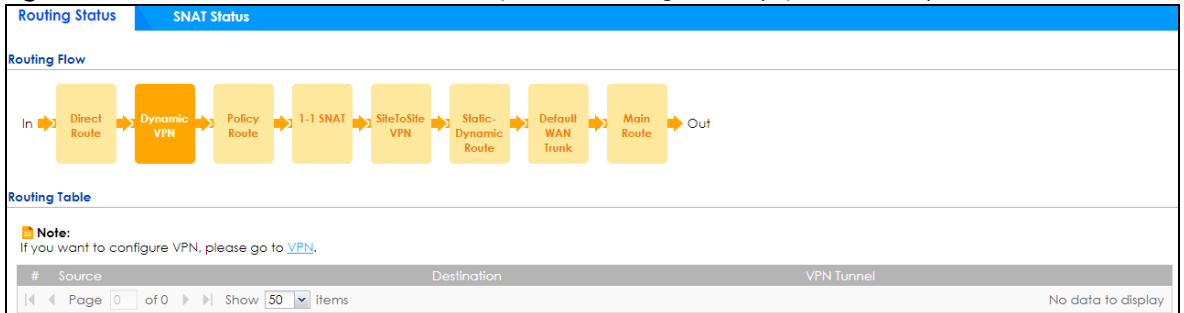 Routing Status SNAT Status
Routing Flow
In Direct Route Dynamic VPN Policy Route 1-1 SNAT SiteToSite VPN Static-Dynamic Route Default WAN Trunk Main Route Out
Routing Table
Note:
If you want to configure VPN, please go to VPN.
# Source Destination VPN Tunnel
Page 0 of 0 Show 50 items No data to display